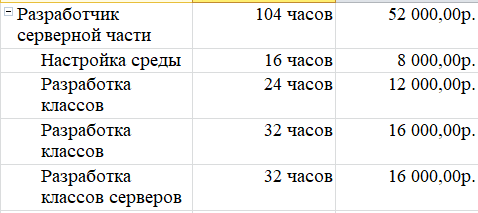 Разработчик 104 часов 52 000,00р.
серверной части
Настройка среды 16 часов 8 000,00р.
Разработка 24 часов 12 000,00р.
классов
Разработка 32 часов 16 000,00р.
классов
Разработка 32 часов 16 000,00р.
классов серверов